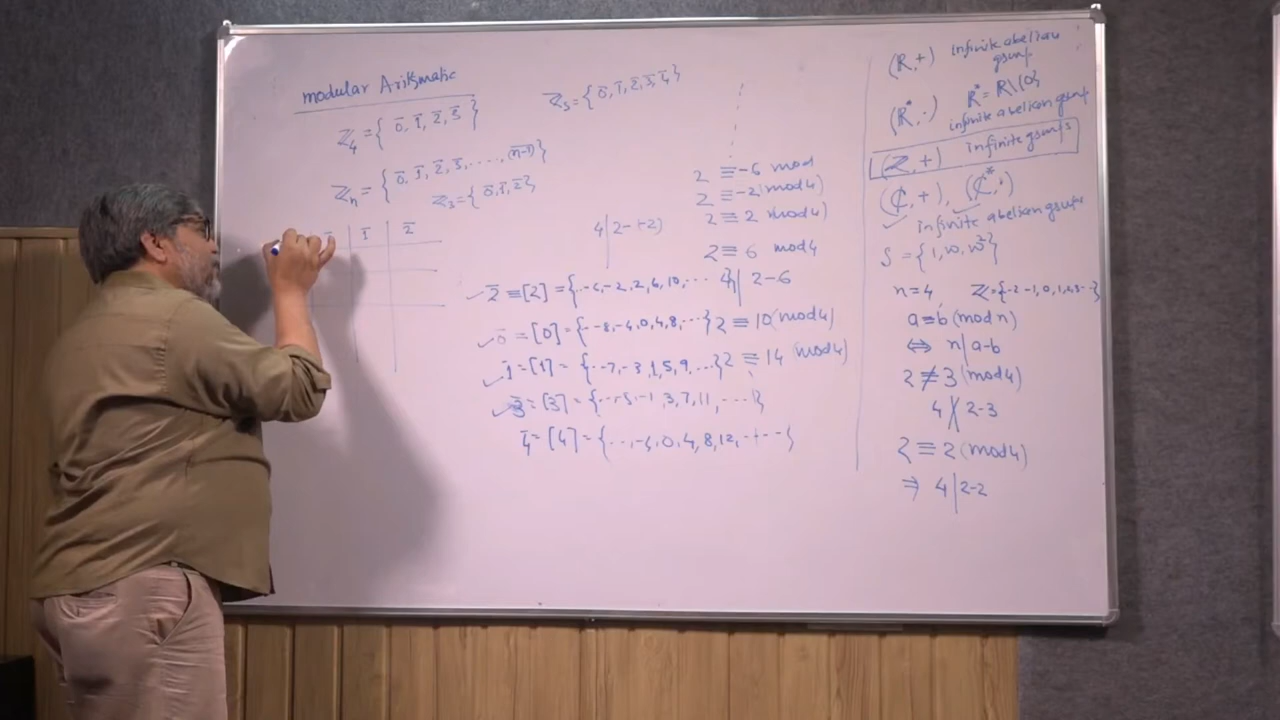 modular Aritmatic
Z₄ = { 0̄, 1̄, 2̄, 3̄ }
Z₅ = { 0̄, 1̄, 2̄, 3̄, 4̄ }
Zₙ = { 0̄, 1̄, 2̄, 3̄, ...., (n-1) }
Z₃ = { 0̄, 1̄, 2̄ }
1̄ 2̄
2 ≡ -6 mod
2 ≡ -2 (mod4)
2 ≡ 2 (mod4)
4 | 2-(+2)
2 ≡ 6 mod4
2̄ ≡ [2] = {..-6,-2,2,6,10,... 4 | 2-6
0̄ = [0] = {--8,-4,0,4,8,...} 2 ≡ 10 (mod4)
1̄ = [1] = {..-7,-3,1,5,9,...} 2 ≡ 14 (mod4)
3̄ = [3] = {...-5,-1,3,7,11,....}
4̄ = [4] = {..,-4,0,4,8,12,....}
(R,+) infinite abelian group
(R*,·) R* = R\{0}
infinite abelian group
(Z,+) infinite groups
(ℂ,+), (ℂ*,·)
infinite abelian groups
S = {1, w, w²}
n=4, Z={-2-1,0,1,2,3--}
a≡b (mod n)
⇔ n|a-b
2 ≢ 3 (mod4)
4 ∤ 2-3
2 ≡ 2 (mod4)
⇒ 4 | 2-2